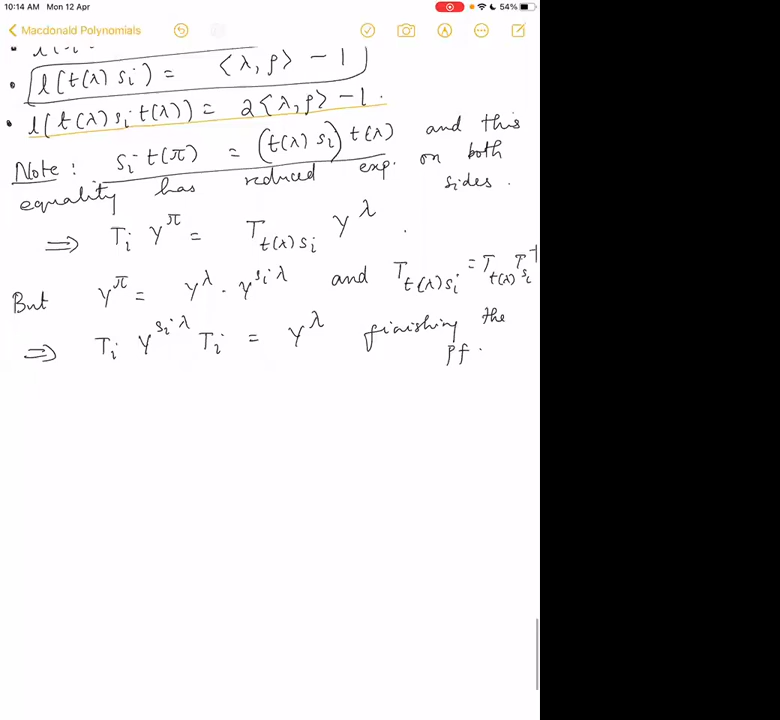 10:14 AM Mon 12 Apr
54%
Macdonald Polynomials
• l(t(λ) sᵢ) = ⟨λ, ρ⟩ − 1
• l(t(λ) sᵢ t(λ)) = 2⟨λ, ρ⟩ − 1.
Note: sᵢ t(π) = (t(λ) sᵢ) t(λ) and this
equality has reduced exp. on both
sides.
⟹ Tᵢ Y^π = T_{t(λ)sᵢ} Y^λ.
But Y^π = Y^λ · Y^{sᵢλ} and T_{t(λ)sᵢ} = T_{t(λ)} T_{sᵢ}
⟹ Tᵢ Y^{sᵢλ} Tᵢ = Y^λ finishing the
pf.